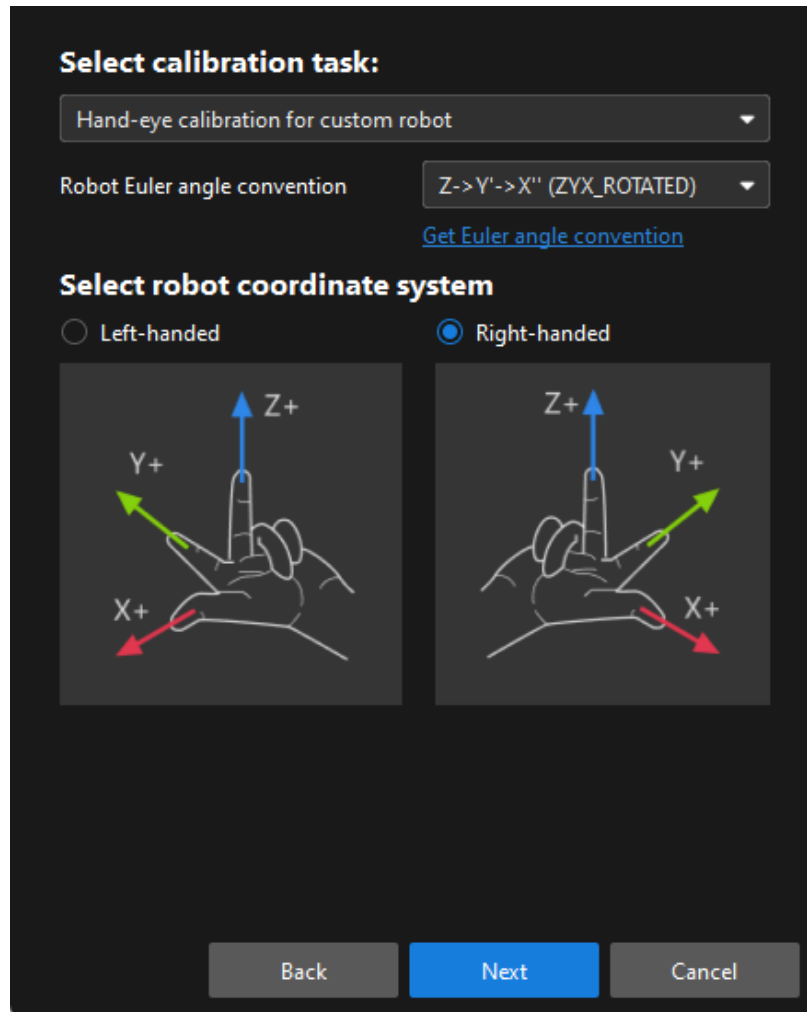 Select calibration task:
Hand-eye calibration for custom robot
Robot Euler angle convention
Z->Y'->X'' (ZYX_ROTATED)
Get Euler angle convention
Select robot coordinate system
Left-handed
Right-handed
Z+
Y+
X+
Z+
Y+
X+
Back
Next
Cancel